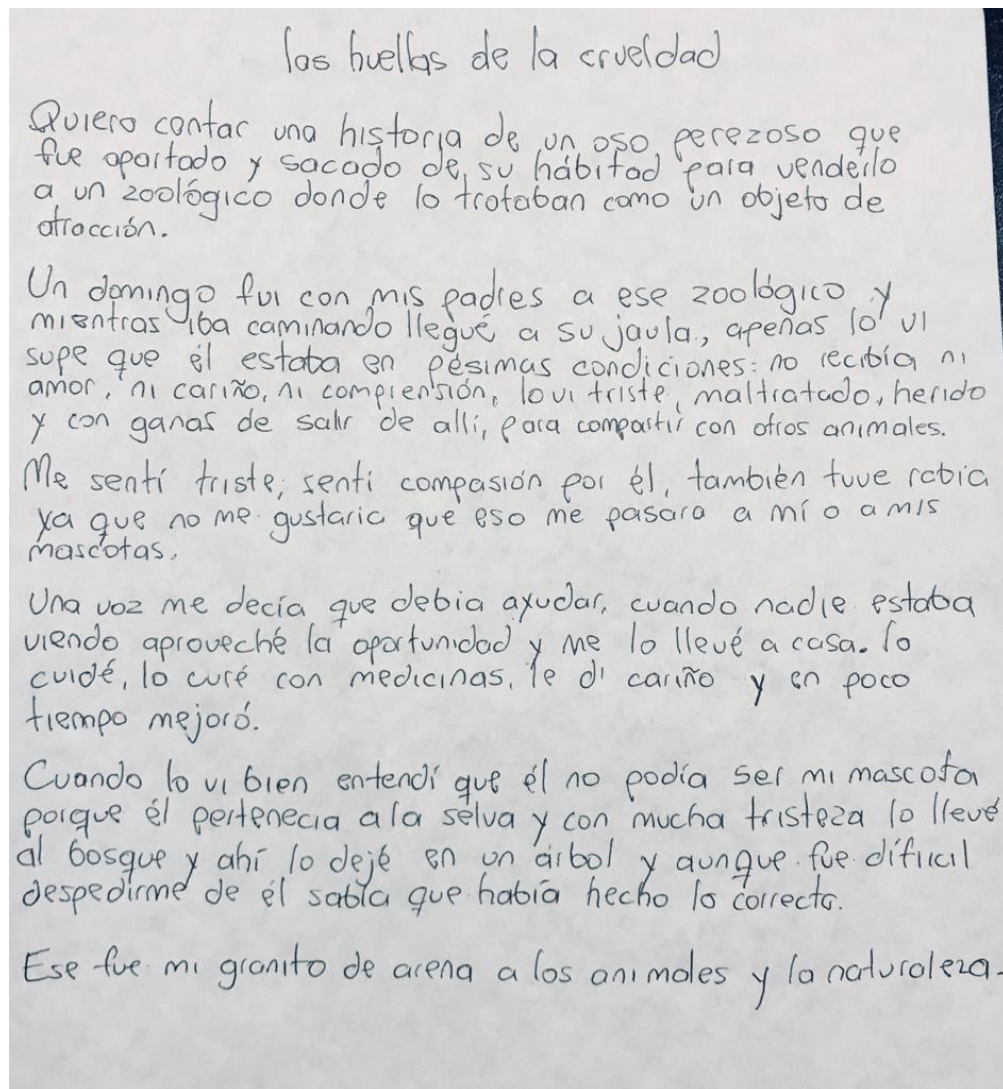 las huellas de la crueldad
Quiero contar una historia de un oso perezoso que
fue apartado y sacado de su hábitad para venderlo
a un zoológico donde lo trataban como un objeto de
atracción.
Un domingo fui con mis padres a ese zoológico y
mientras iba caminando llegué a su jaula, apenas lo vi
supe que él estaba en pésimas condiciones: no recibía ni
amor, ni cariño, ni comprensión, lo vi triste, maltratado, herido
y con ganas de salir de allí, para compartir con otros animales.
Me sentí triste, sentí compasión por él, también tuve rabia
ya que no me gustaria que eso me pasara a mí o a mis
mascotas.
Una voz me decía que debia ayudar, cuando nadie estaba
viendo aproveché la oportunidad y me lo llevé a casa. lo
cuidé, lo curé con medicinas, le di cariño y en poco
tiempo mejoró.
Cuando lo vi bien entendí que él no podía ser mi mascota
porque él pertenecia a la selva y con mucha tristeza lo llevé
al bosque y ahí lo dejé en un árbol y aunque fue díficil
despedirme de él sabía que había hecho lo correcto.
Ese fue mi granito de arena a los animales y la naturaleza.